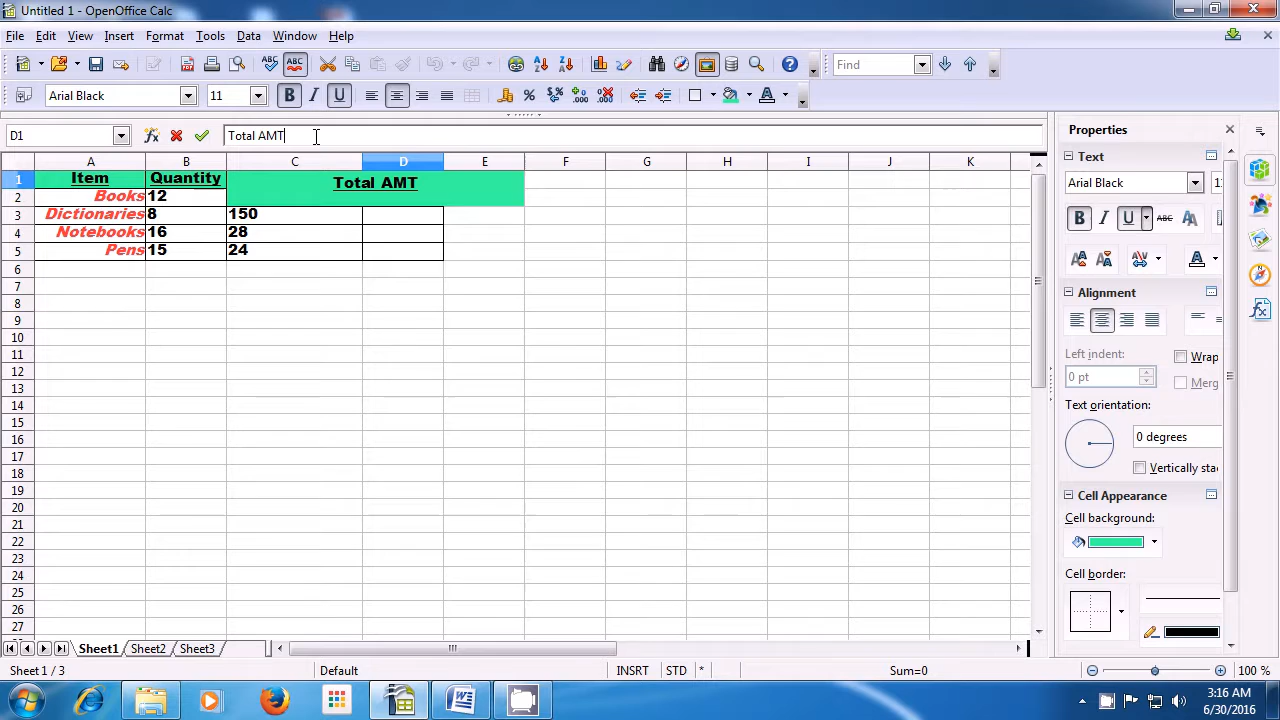 Untitled 1 - OpenOffice Calc
File Edit View Insert Format Tools Data Window Help
Find
Arial Black 11
D1 Total AMT
Properties
A B C D E F G H I J K
Text
1 Item Quantity Total AMT
Arial Black 11
2 Books 12
3 Dictionaries 8 150
4 Notebooks 16 28
5 Pens 15 24
6
7
8
9
10
11
12
13
14
15
16
17
18
19
20
21
22
23
24
25
26
27
Alignment
Left indent: Wrap
0 pt Merg
Text orientation:
0 degrees
Vertically stac
Cell Appearance
Cell background:
Cell border:
Sheet1 Sheet2 Sheet3
Sheet 1 / 3 Default INSRT STD * Sum=0 100 %
3:16 AM
6/30/2016